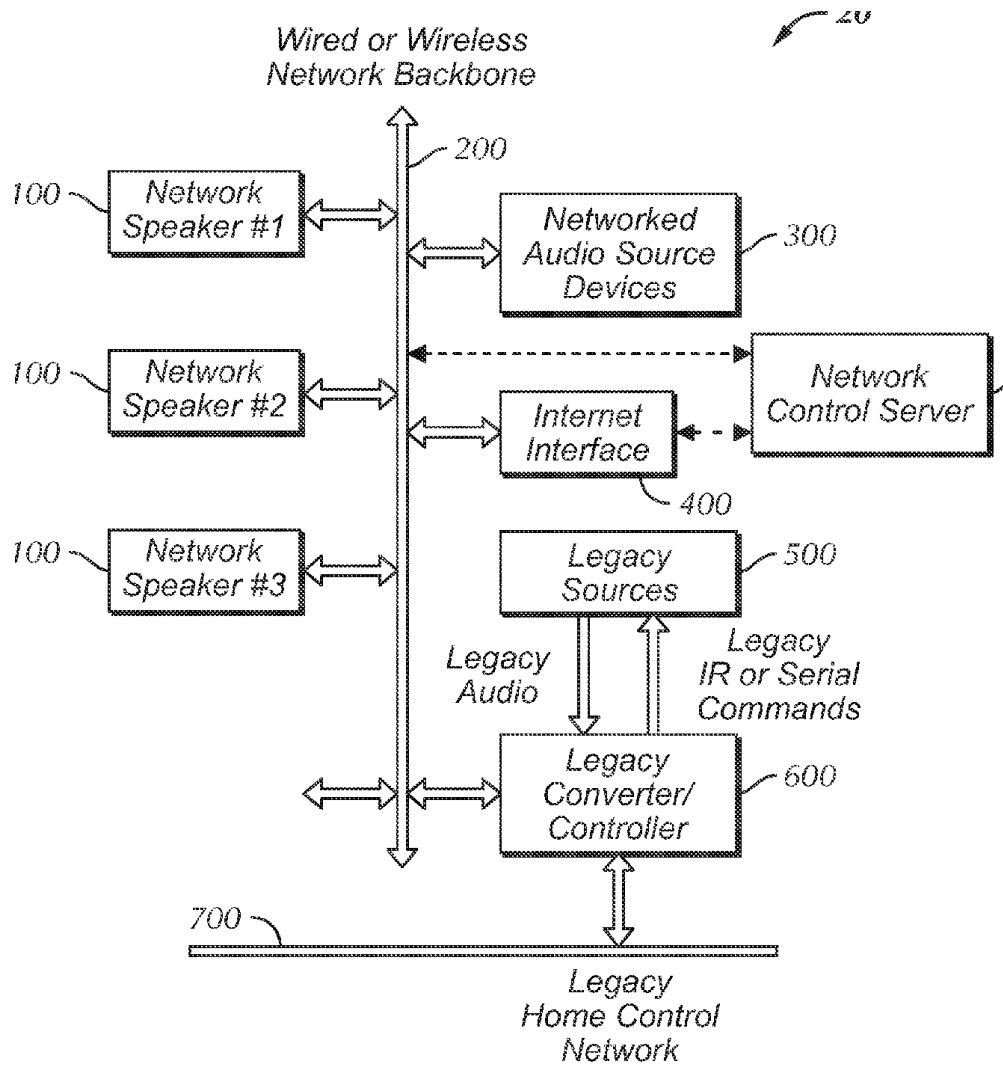 20
Wired or Wireless
Network Backbone
200
100
Network
Speaker #1
Networked
Audio Source
Devices
300
100
Network
Speaker #2
Network
Control Server
Internet
Interface
400
100
Network
Speaker #3
Legacy
Sources
500
Legacy
Audio
Legacy
IR or Serial
Commands
Legacy
Converter/
Controller
600
700
Legacy
Home Control
Network